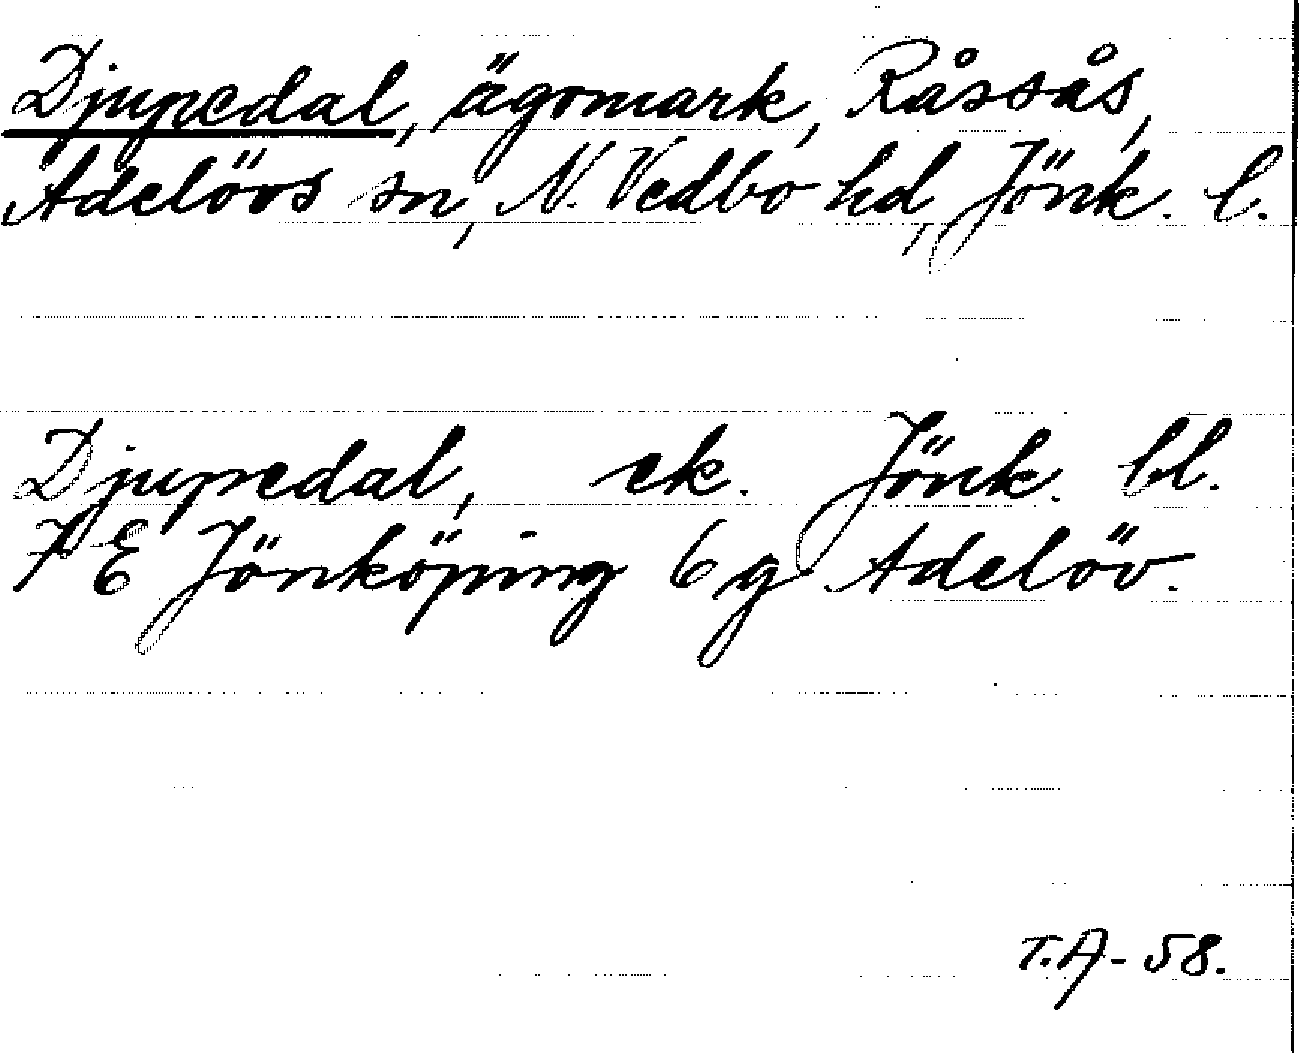 Djupedal, ägomark, Råssås,
Adelövs sn, N. Vedbo hd, Jönk. l.
Djupedal, ek. Jönk. bl.
7 E Jönköping 6 g Adelöv.
T.A-58.